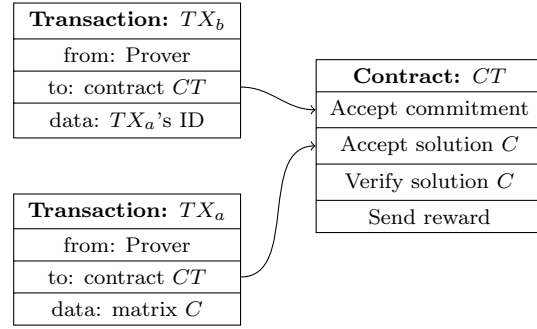 Transaction: TX_b
from: Prover
to: contract CT
data: TX_a's ID
Contract: CT
Accept commitment
Accept solution C
Verify solution C
Send reward
Transaction: TX_a
from: Prover
to: contract CT
data: matrix C